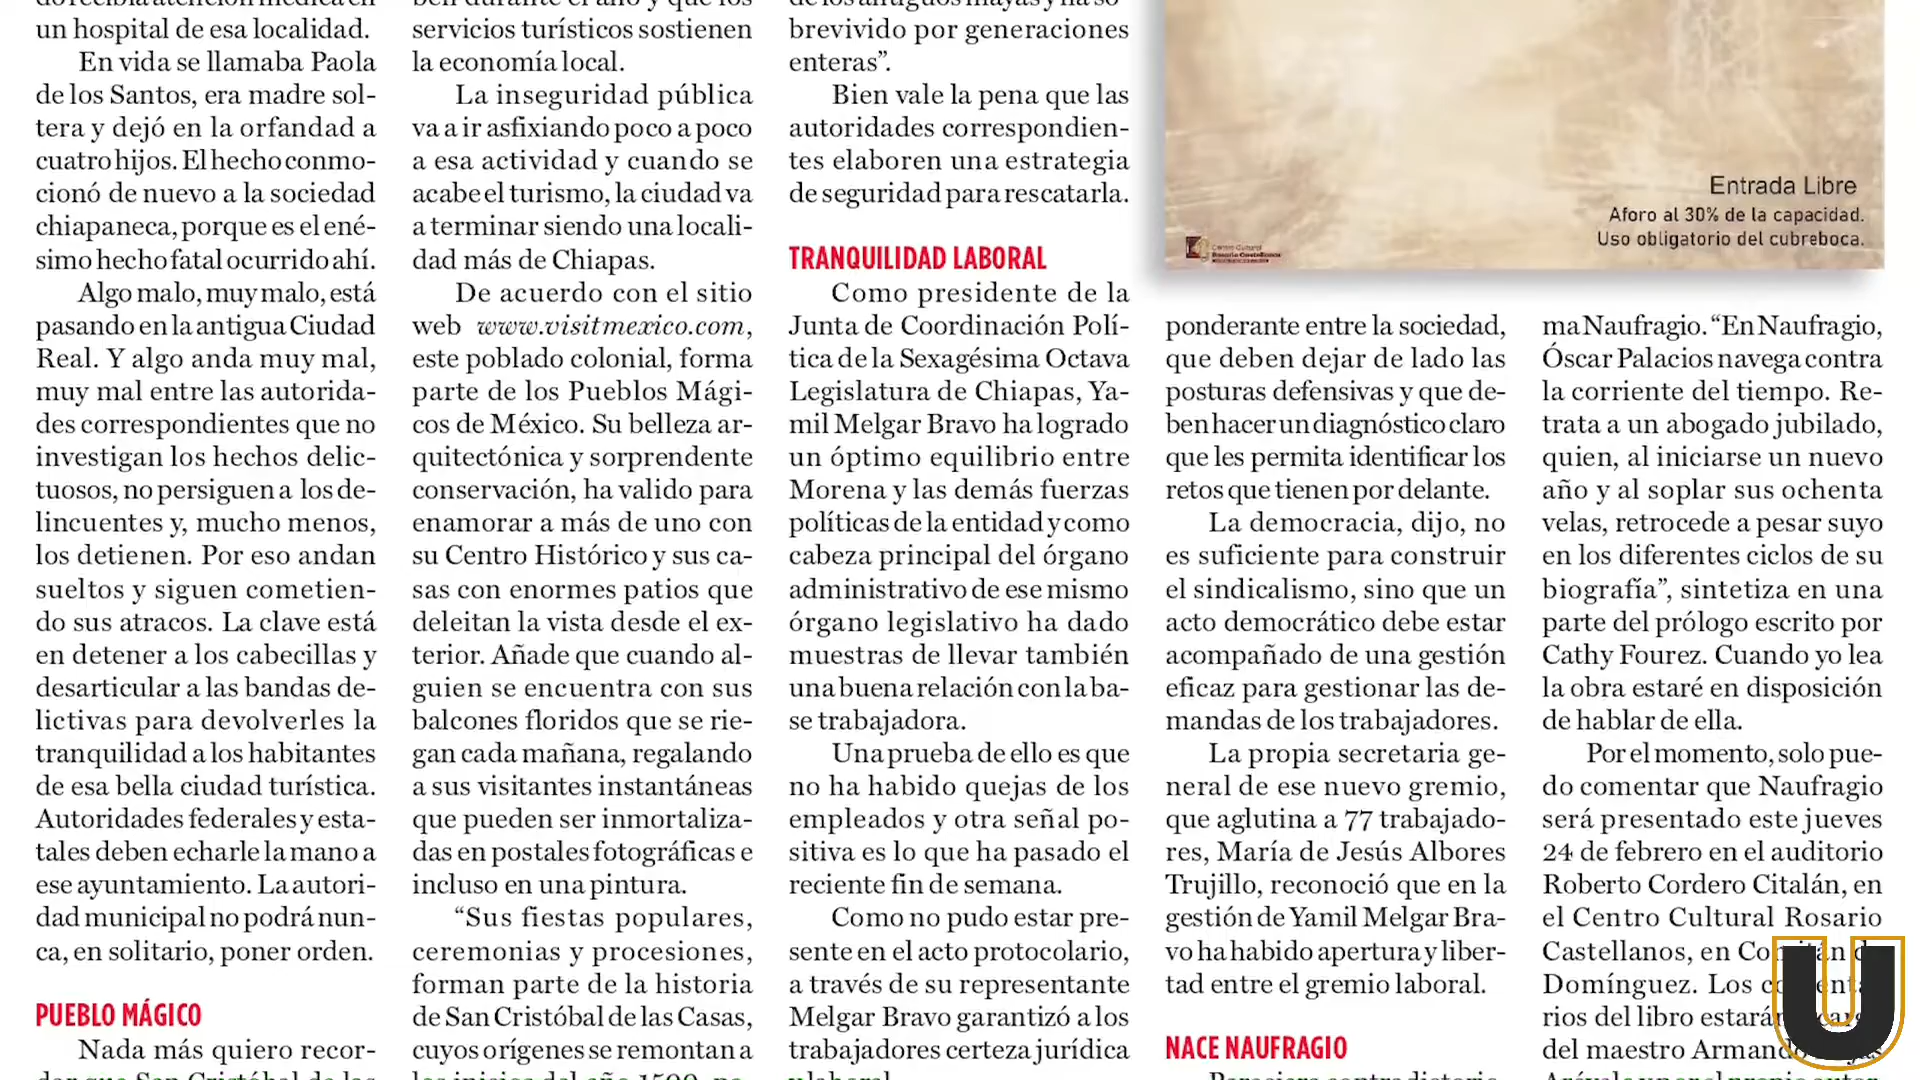 un hospital de esa localidad.
En vida se llamaba Paola
de los Santos, era madre sol-
tera y dejó en la orfandad a
cuatro hijos. El hecho conmo-
cionó de nuevo a la sociedad
chiapaneca, porque es el ené-
simo hecho fatal ocurrido ahí.
Algo malo, muy malo, está
pasando en la antigua Ciudad
Real. Y algo anda muy mal,
muy mal entre las autorida-
des correspondientes que no
investigan los hechos delic-
tuosos, no persiguen a los de-
lincuentes y, mucho menos,
los detienen. Por eso andan
sueltos y siguen cometien-
do sus atracos. La clave está
en detener a los cabecillas y
desarticular a las bandas de-
lictivas para devolverles la
tranquilidad a los habitantes
de esa bella ciudad turística.
Autoridades federales y esta-
tales deben echarle la mano a
ese ayuntamiento. La autori-
dad municipal no podrá nun-
ca, en solitario, poner orden.
PUEBLO MÁGICO
Nada más quiero recor-
ben durante el año y que los
servicios turísticos sostienen
la economía local.
La inseguridad pública
va a ir asfixiando poco a poco
a esa actividad y cuando se
acabe el turismo, la ciudad va
a terminar siendo una locali-
dad más de Chiapas.
De acuerdo con el sitio
web www.visitmexico.com,
este poblado colonial, forma
parte de los Pueblos Mági-
cos de México. Su belleza ar-
quitectónica y sorprendente
conservación, ha valido para
enamorar a más de uno con
su Centro Histórico y sus ca-
sas con enormes patios que
deleitan la vista desde el ex-
terior. Añade que cuando al-
guien se encuentra con sus
balcones floridos que se rie-
gan cada mañana, regalando
a sus visitantes instantáneas
que pueden ser inmortaliza-
das en postales fotográficas e
incluso en una pintura.
“Sus fiestas populares,
ceremonias y procesiones,
forman parte de la historia
de San Cristóbal de las Casas,
cuyos orígenes se remontan a
brevivido por generaciones
enteras”.
Bien vale la pena que las
autoridades correspondien-
tes elaboren una estrategia
de seguridad para rescatarla.
TRANQUILIDAD LABORAL
Como presidente de la
Junta de Coordinación Polí-
tica de la Sexagésima Octava
Legislatura de Chiapas, Ya-
mil Melgar Bravo ha logrado
un óptimo equilibrio entre
Morena y las demás fuerzas
políticas de la entidad y como
cabeza principal del órgano
administrativo de ese mismo
órgano legislativo ha dado
muestras de llevar también
una buena relación con la ba-
se trabajadora.
Una prueba de ello es que
no ha habido quejas de los
empleados y otra señal po-
sitiva es lo que ha pasado el
reciente fin de semana.
Como no pudo estar pre-
sente en el acto protocolario,
a través de su representante
Melgar Bravo garantizó a los
trabajadores certeza jurídica
Entrada Libre
Aforo al 30% de la capacidad.
Uso obligatorio del cubreboca.
Centro Cultural
Rosario Castellanos
ponderante entre la sociedad,
que deben dejar de lado las
posturas defensivas y que de-
ben hacer un diagnóstico claro
que les permita identificar los
retos que tienen por delante.
La democracia, dijo, no
es suficiente para construir
el sindicalismo, sino que un
acto democrático debe estar
acompañado de una gestión
eficaz para gestionar las de-
mandas de los trabajadores.
La propia secretaria ge-
neral de ese nuevo gremio,
que aglutina a 77 trabajado-
res, María de Jesús Albores
Trujillo, reconoció que en la
gestión de Yamil Melgar Bra-
vo ha habido apertura y liber-
tad entre el gremio laboral.
NACE NAUFRAGIO
ma Naufragio. “En Naufragio,
Óscar Palacios navega contra
la corriente del tiempo. Re-
trata a un abogado jubilado,
quien, al iniciarse un nuevo
año y al soplar sus ochenta
velas, retrocede a pesar suyo
en los diferentes ciclos de su
biografía”, sintetiza en una
parte del prólogo escrito por
Cathy Fourez. Cuando yo lea
la obra estaré en disposición
de hablar de ella.
Por el momento, solo pue-
do comentar que Naufragio
será presentado este jueves
24 de febrero en el auditorio
Roberto Cordero Citalán, en
el Centro Cultural Rosario
Castellanos, en
Domínguez. Los
rios del libro estarán
del maestro
U